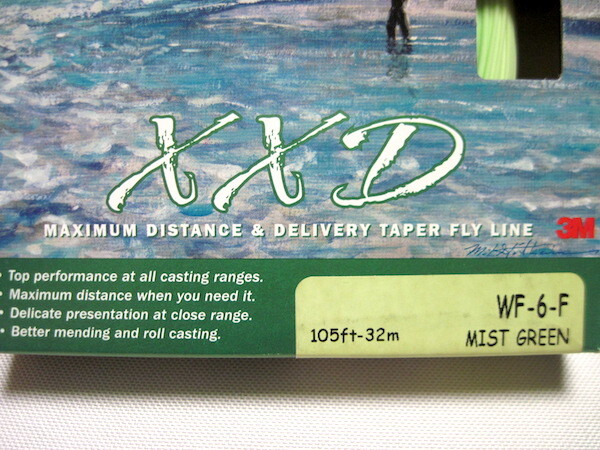 XXD
MAXIMUM DISTANCE & DELIVERY TAPER FLY LINE 3M
• Top performance at all casting ranges.
• Maximum distance when you need it.
• Delicate presentation at close range.
• Better mending and roll casting.
WF-6-F
105ft-32m MIST GREEN